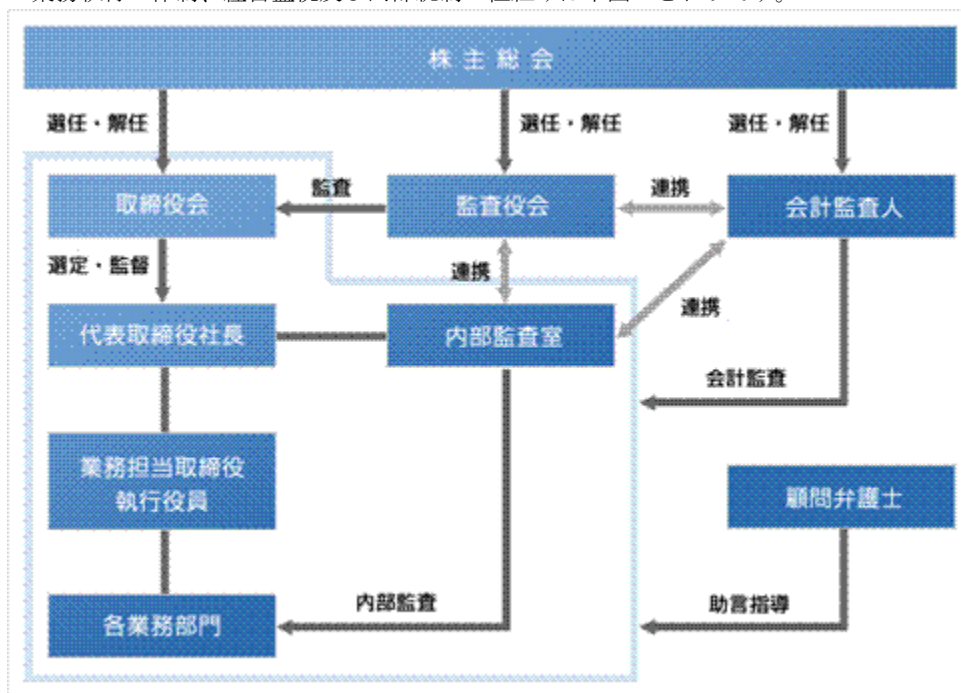 株主総会
選任・解任
選任・解任
選任・解任
取締役会
監査
監査役会
連携
会計監査人
選定・監督
連携
連携
代表取締役社長
内部監査室
会計監査
業務担当取締役
執行役員
顧問弁護士
内部監査
助言指導
各業務部門